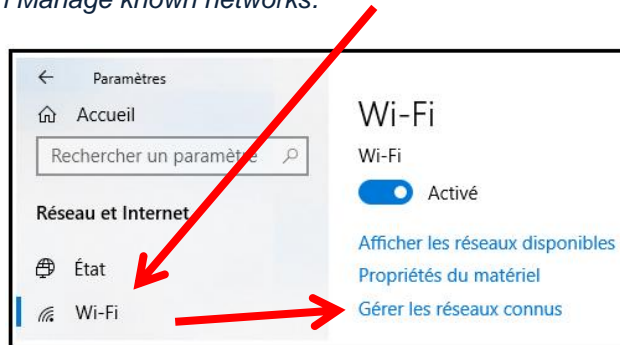 Manage known networks.
← Paramètres
Accueil
Rechercher un paramètre
Réseau et Internet
État
Wi-Fi
Wi-Fi
Wi-Fi
Activé
Afficher les réseaux disponibles
Propriétés du matériel
Gérer les réseaux connus